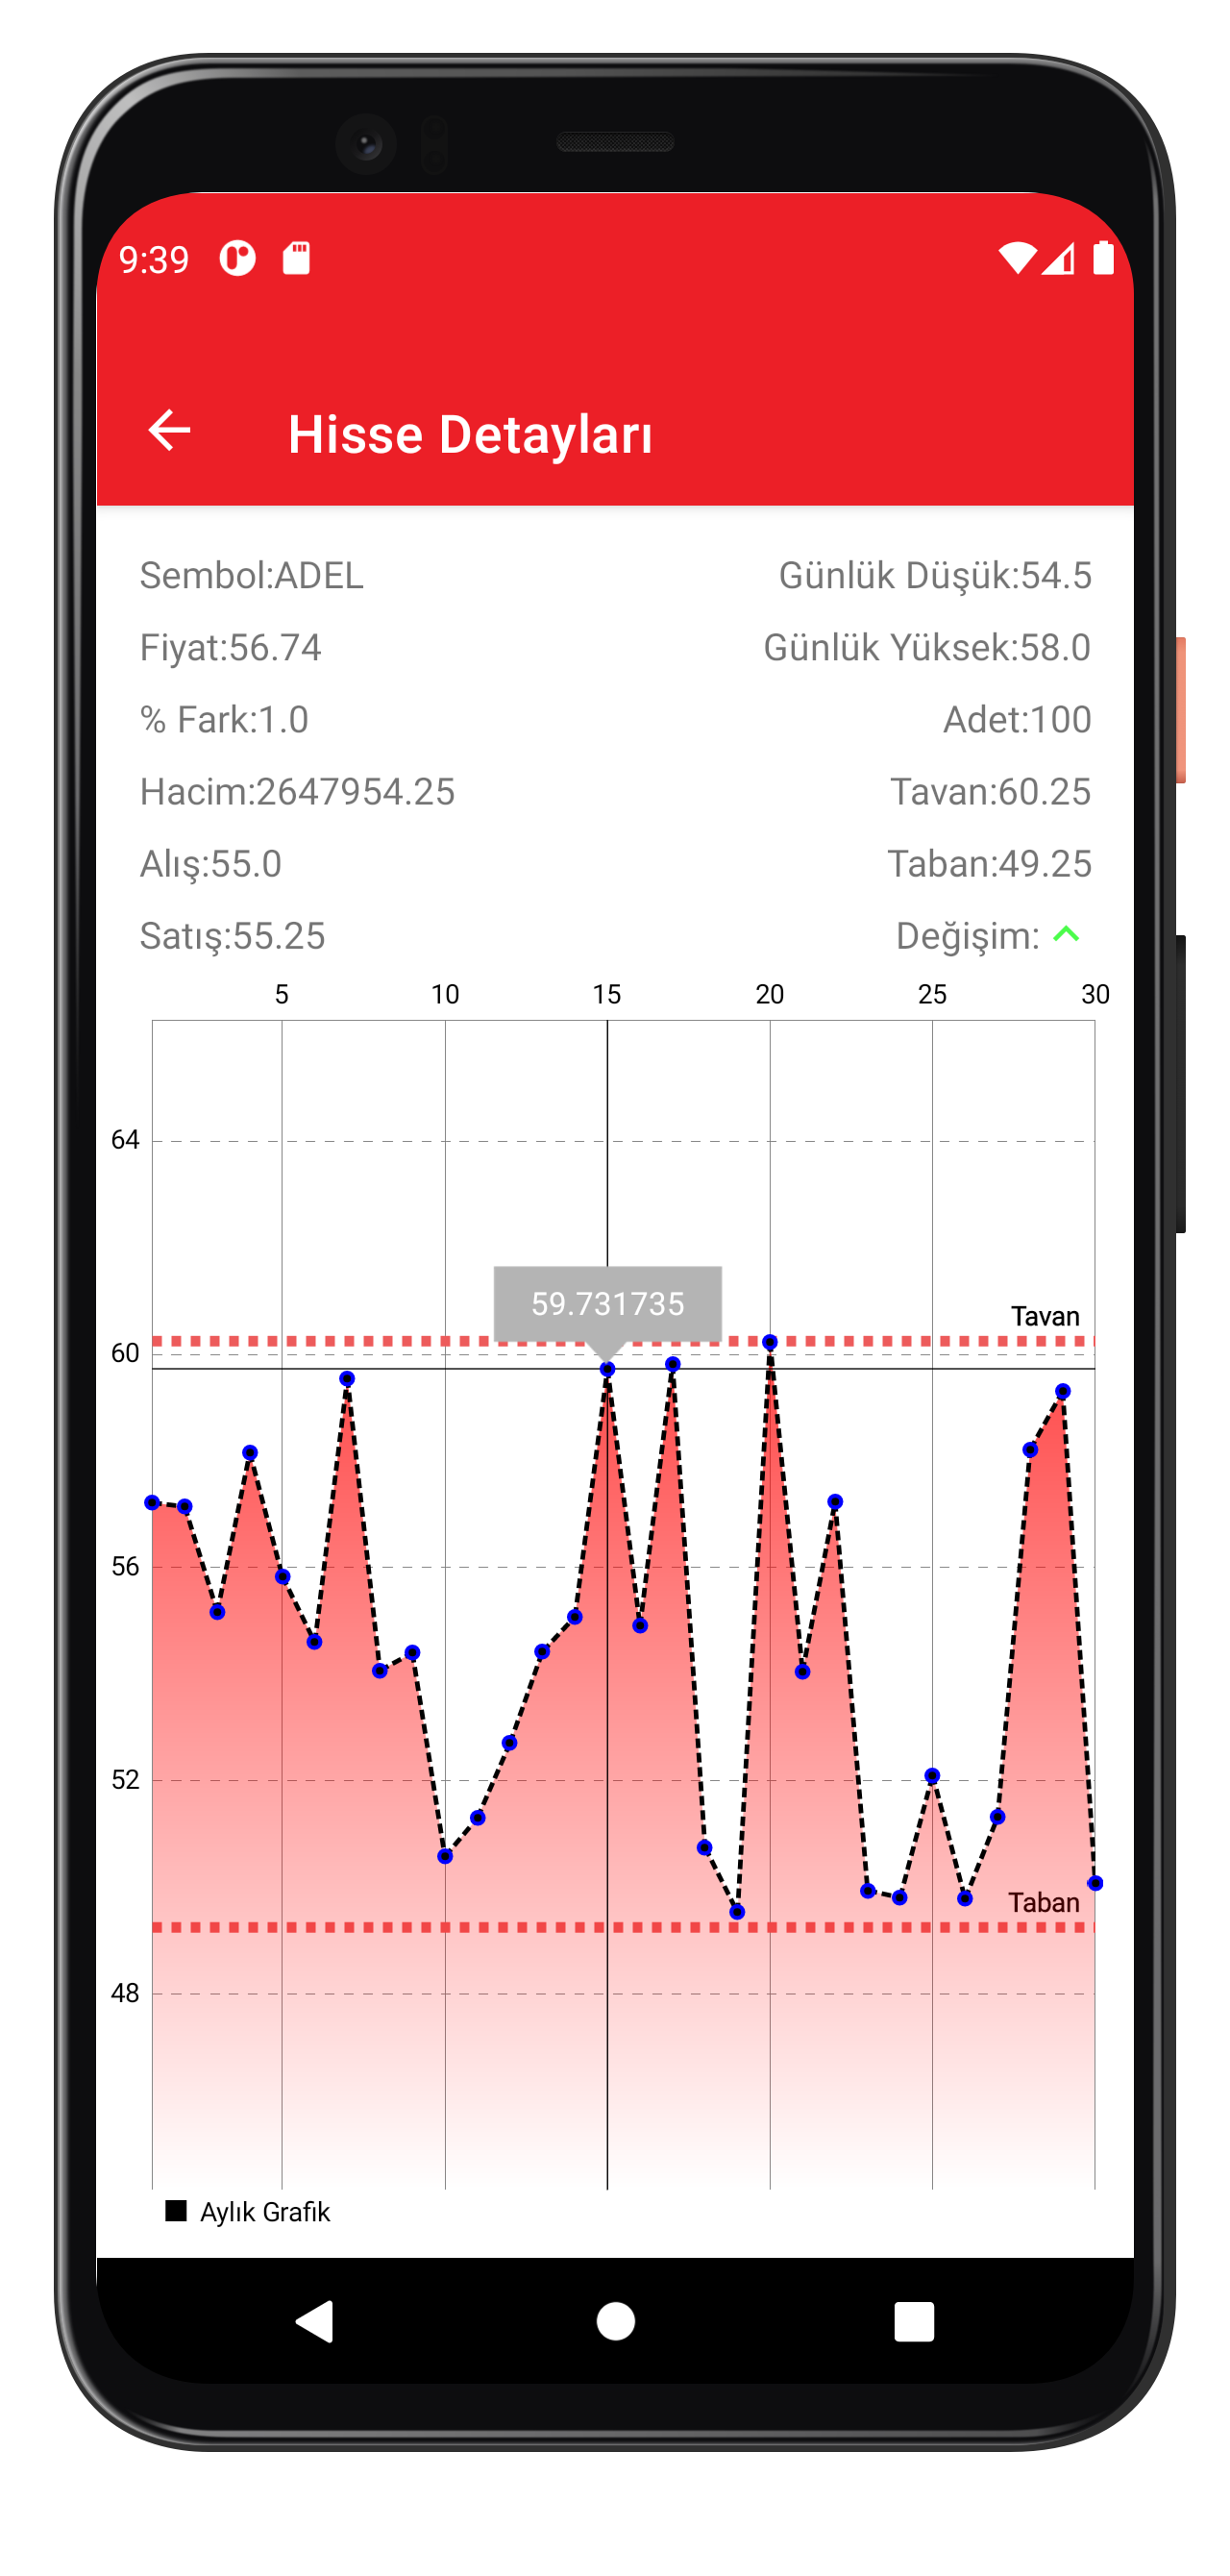 9:39
Hisse Detayları
Sembol:ADEL
Günlük Düşük:54.5
Fiyat:56.74
Günlük Yüksek:58.0
% Fark:1.0
Adet:100
Hacim:2647954.25
Tavan:60.25
Alış:55.0
Taban:49.25
Satış:55.25
Değişim:
5 10 15 20 25 30
64
59.731735
Tavan
60
56
52
Taban
48
Aylık Grafik